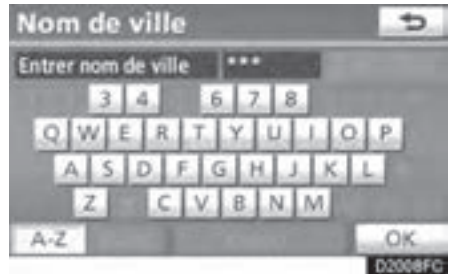 Nom de ville
Entrer nom de ville ***
3 4 6 7 8
Q W E R T Y U I O P
A S D F G H J K L
Z C V B N M
A-Z OK
D2008FC